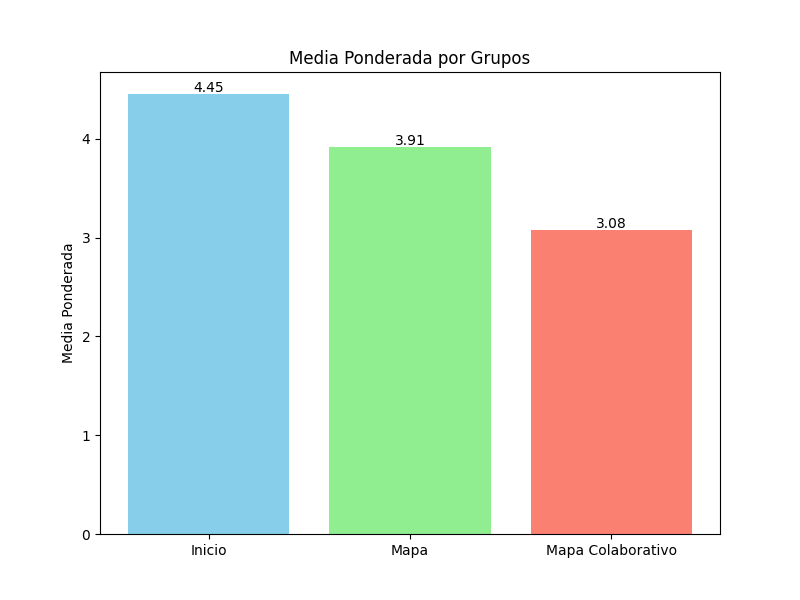 Media Ponderada por Grupos
4.45
3.91
3.08
4
3
2
1
0
Media Ponderada
Inicio
Mapa
Mapa Colaborativo